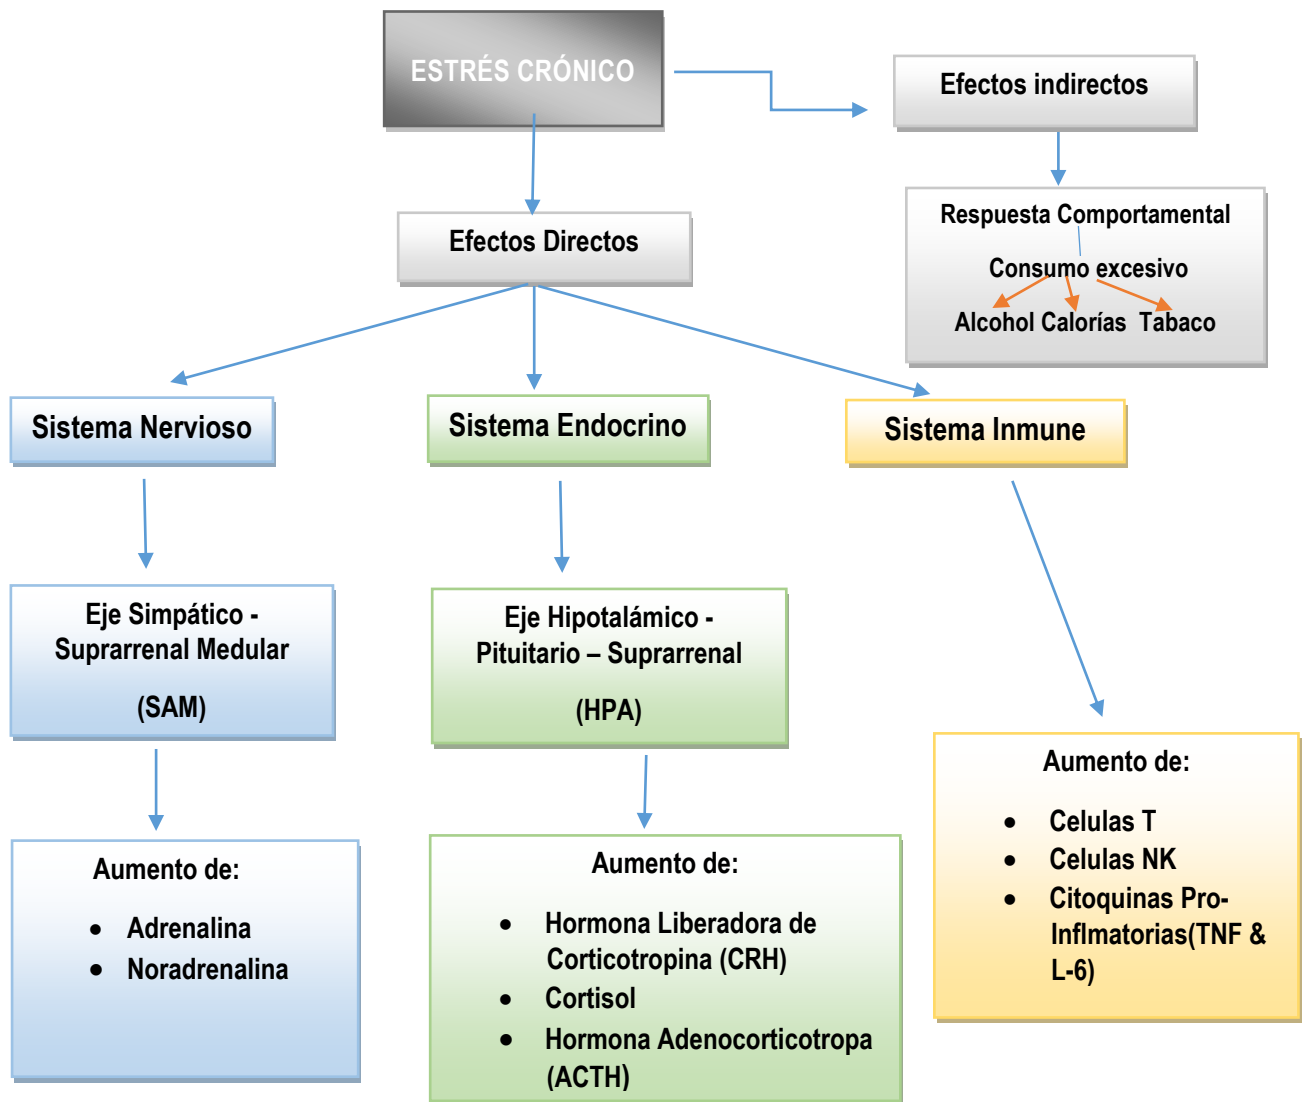 ESTRÉS CRÓNICO
Efectos indirectos
Respuesta Comportamental
Consumo excesivo
Alcohol Calorías Tabaco
Efectos Directos
Sistema Nervioso
Sistema Endocrino
Sistema Inmune
Eje Simpático -
Suprarrenal Medular
(SAM)
Eje Hipotalámico -
Pituitario – Suprarrenal
(HPA)
Aumento de:
• Adrenalina
• Noradrenalina
Aumento de:
• Hormona Liberadora de
Corticotropina (CRH)
• Cortisol
• Hormona Adenocorticotropa
(ACTH)
Aumento de:
• Celulas T
• Celulas NK
• Citoquinas Pro-
Inflmatorias(TNF &
L-6)